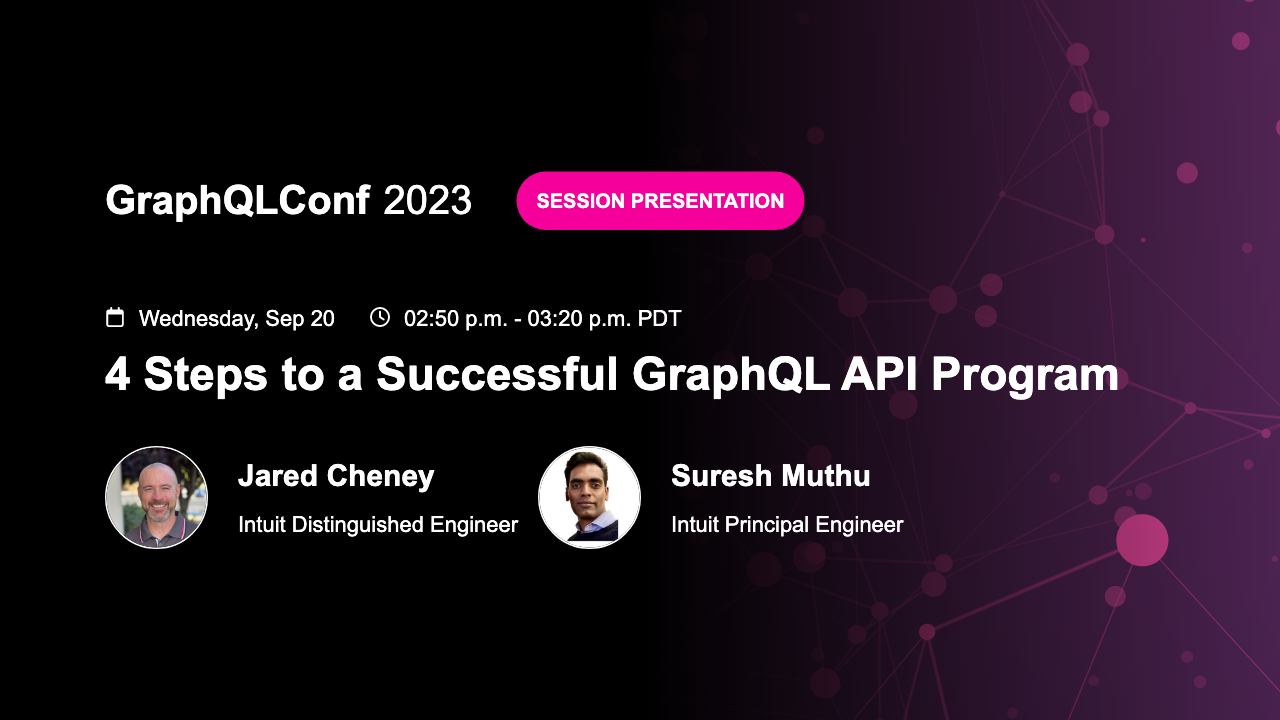 GraphQLConf 2023
SESSION PRESENTATION
Wednesday, Sep 20
02:50 p.m. - 03:20 p.m. PDT
4 Steps to a Successful GraphQL API Program
Jared Cheney
Intuit Distinguished Engineer
Suresh Muthu
Intuit Principal Engineer